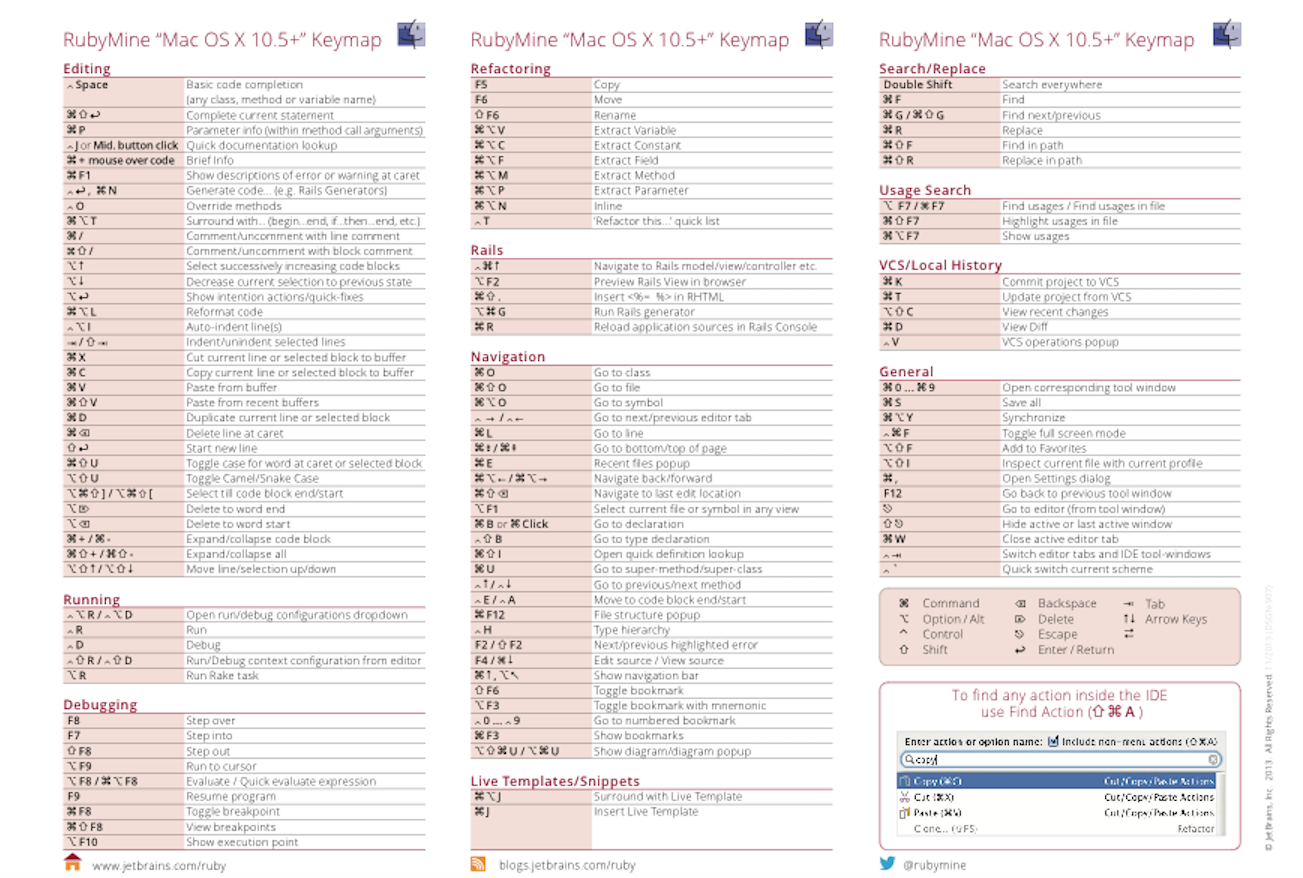 RubyMine “Mac OS X 10.5+” Keymap
Editing
⌃ Space Basic code completion
(any class, method or variable name)
⌘⇧↩ Complete current statement
⌘ P Parameter info (within method call arguments)
⌃ J or Mid. button click Quick documentation lookup
⌘ + mouse over code Brief Info
⌘ F1 Show descriptions of error or warning at caret
⌃↩, ⌘ N Generate code... (e.g. Rails Generators)
⌃ O Override methods
⌘⌥ T Surround with... (begin...end, if...then...end, etc.)
⌘ / Comment/uncomment with line comment
⌘⇧ / Comment/uncomment with block comment
⌥↑ Select successively increasing code blocks
⌥↓ Decrease current selection to previous state
⌥↩ Show intention actions/quick-fixes
⌘⌥ L Reformat code
⌃⌥ I Auto-indent line(s)
⇥ / ⇧⇥ Indent/unindent selected lines
⌘ X Cut current line or selected block to buffer
⌘ C Copy current line or selected block to buffer
⌘ V Paste from buffer
⌘⇧ V Paste from recent buffers
⌘ D Duplicate current line or selected block
⌘⌫ Delete line at caret
⇧↩ Start new line
⌘⇧ U Toggle case for word at caret or selected block
⌥⇧ U Toggle Camel/Snake Case
⌥⌘⇧ ] / ⌥⌘⇧ [ Select till code block end/start
⌥⌦ Delete to word end
⌥⌫ Delete to word start
⌘ + / ⌘ - Expand/collapse code block
⌘⇧ + / ⌘⇧ - Expand/collapse all
⌥⇧↑ / ⌥⇧↓ Move line/selection up/down
Running
⌃⌥ R / ⌃⌥ D Open run/debug configurations dropdown
⌃ R Run
⌃ D Debug
⌃⇧ R / ⌃⇧ D Run/Debug context configuration from editor
⌥ R Run Rake task
Debugging
F8 Step over
F7 Step into
⇧ F8 Step out
⌥ F9 Run to cursor
⌥ F8 / ⌘⌥ F8 Evaluate / Quick evaluate expression
F9 Resume program
⌘ F8 Toggle breakpoint
⌘⇧ F8 View breakpoints
⌥ F10 Show execution point
www.jetbrains.com/ruby
RubyMine “Mac OS X 10.5+” Keymap
Refactoring
F5 Copy
F6 Move
⇧ F6 Rename
⌘⌥ V Extract Variable
⌘⌥ C Extract Constant
⌘⌥ F Extract Field
⌘⌥ M Extract Method
⌘⌥ P Extract Parameter
⌘⌥ N Inline
⌃ T 'Refactor this...' quick list
Rails
⌃⌘↑ Navigate to Rails model/view/controller etc.
⌥ F2 Preview Rails View in browser
⌘⇧ , Insert <%= %> in RHTML
⌥⌘ G Run Rails generator
⌘ R Reload application sources in Rails Console
Navigation
⌘ O Go to class
⌘⇧ O Go to file
⌘⌥ O Go to symbol
⌃→ / ⌃← Go to next/previous editor tab
⌘ L Go to line
⌘⇟ / ⌘⇞ Go to bottom/top of page
⌘ E Recent files popup
⌘⌥← / ⌘⌥→ Navigate back/forward
⌘⇧⌫ Navigate to last edit location
⌥ F1 Select current file or symbol in any view
⌘ B or ⌘ Click Go to declaration
⌃⇧ B Go to type declaration
⌘⇧ I Open quick definition lookup
⌘ U Go to super-method/super-class
⌃↑ / ⌃↓ Go to previous/next method
⌃ E / ⌃ A Move to code block end/start
⌘ F12 File structure popup
⌃ H Type hierarchy
F2 / ⇧ F2 Next/previous highlighted error
F4 / ⌘↓ Edit source / View source
⌘↑, ⌥↖ Show navigation bar
⇧ F6 Toggle bookmark
⌥ F3 Toggle bookmark with mnemonic
⌃ 0 ... ⌃ 9 Go to numbered bookmark
⌘ F3 Show bookmarks
⌥⇧⌘ U / ⌥⌘ U Show diagram/diagram popup
Live Templates/Snippets
⌘⌥ J Surround with Live Template
⌘ J Insert Live Template
blogs.jetbrains.com/ruby
RubyMine “Mac OS X 10.5+” Keymap
Search/Replace
Double Shift Search everywhere
⌘ F Find
⌘ G / ⌘⇧ G Find next/previous
⌘ R Replace
⌘⇧ F Find in path
⌘⇧ R Replace in path
Usage Search
⌥ F7 / ⌘ F7 Find usages / Find usages in file
⌘⇧ F7 Highlight usages in file
⌘⌥ F7 Show usages
VCS/Local History
⌘ K Commit project to VCS
⌘ T Update project from VCS
⌥⇧ C View recent changes
⌘ D View Diff
⌃ V VCS operations popup
General
⌘ 0 ... ⌘ 9 Open corresponding tool window
⌘ S Save all
⌘⌥ Y Synchronize
⌃⌘ F Toggle full screen mode
⌥⇧ F Add to Favorites
⌥⇧ I Inspect current file with current profile
⌘ , Open Settings dialog
F12 Go back to previous tool window
⎋ Go to editor (from tool window)
⇧⎋ Hide active or last active window
⌘ W Close active editor tab
⌃⇥ Switch editor tabs and IDE tool-windows
⌃ ` Quick switch current scheme
⌘ Command ⌫ Backspace ⇥ Tab
⌥ Option / Alt ⌦ Delete ↑↓ Arrow Keys
^ Control ⎋ Escape ⇄
⇧ Shift ↩ Enter / Return
To find any action inside the IDE
use Find Action (⇧⌘ A )
Enter action or option name: Include non-menu actions (⇧⌘A)
copy
Copy (⌘C) Cut/Copy/Paste Actions
Cut (⌘X) Cut/Copy/Paste Actions
Paste (⌘V) Cut/Copy/Paste Actions
Clone... (⇧F5) Refactor
@rubymine
© JetBrains, Inc. 2013. All Rights Reserved